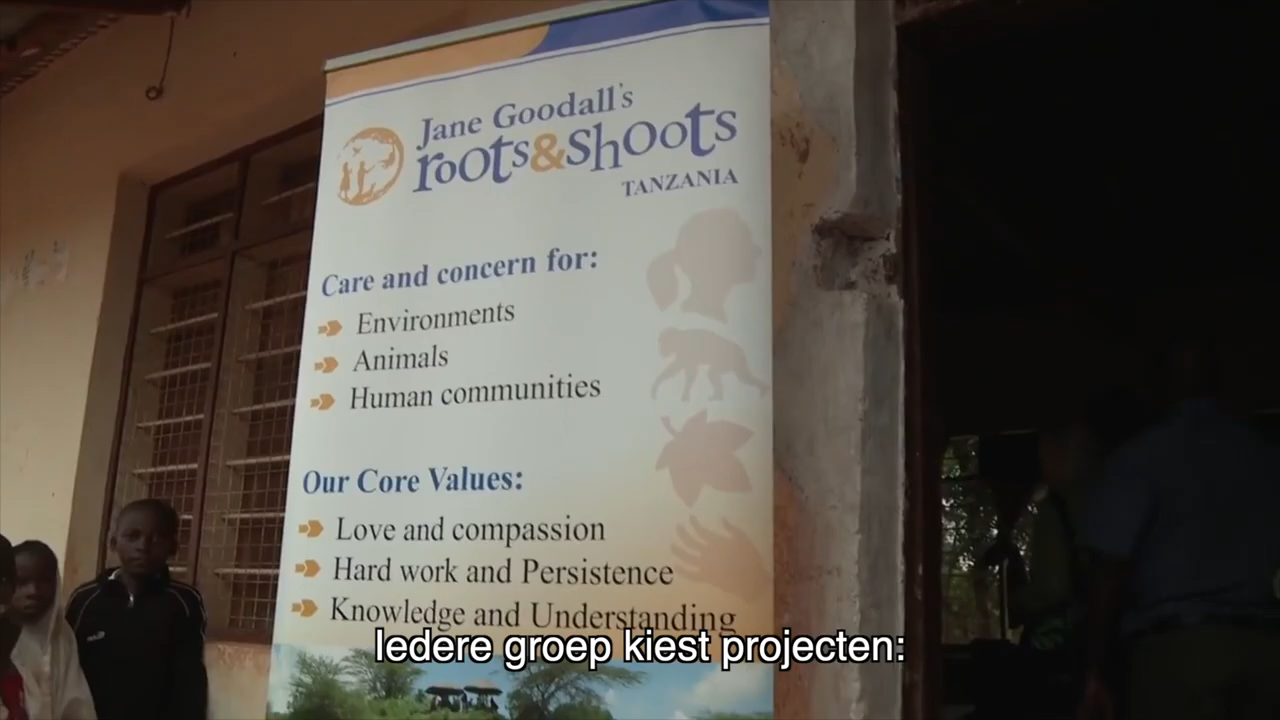 Jane Goodall's
roots&shoots
TANZANIA
Care and concern for:
Environments
Animals
Human communities
Our Core Values:
Love and compassion
Hard work and Persistence
Knowledge and Understanding
Iedere groep kiest projecten: